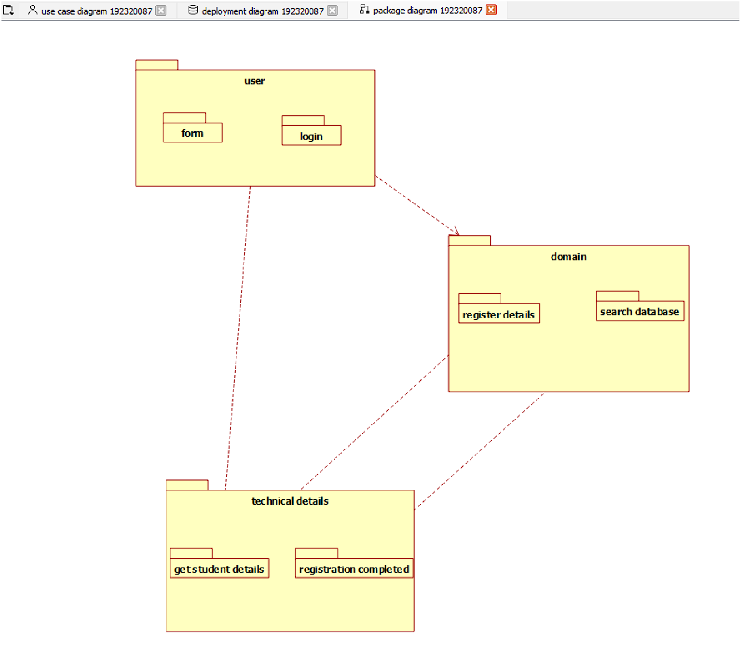 use case diagram 192320087
deployment diagram 192320087
package diagram 192320087
user
form
login
domain
register details
search database
technical details
get student details
registration completed